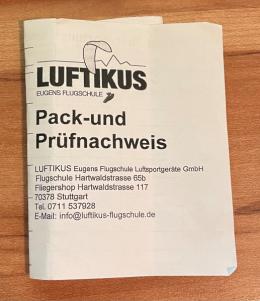 LUFTIKUS
EUGENS FLUGSCHULE
Pack-und
Prüfnachweis
LUFTIKUS Eugens Flugschule Luftsportgeräte GmbH
Flugschule Hartwaldstrasse 65b
Fliegershop Hartwaldstrasse 117
70378 Stuttgart
Tel. 0711 537928
E-Mail: info@luftikus-flugschule.de